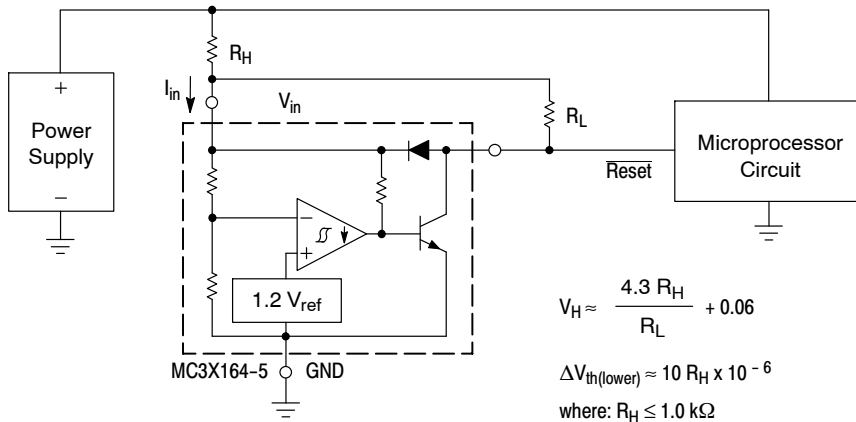 R_H
I_in
V_in
R_L
+
Power
Supply
−
Microprocessor
Circuit
Reset
−
+
1.2 V_ref
MC3X164−5
GND
V_H ≈ 4.3 R_H / R_L + 0.06
ΔV_th(lower) ≈ 10 R_H x 10^−6
where: R_H ≤ 1.0 kΩ